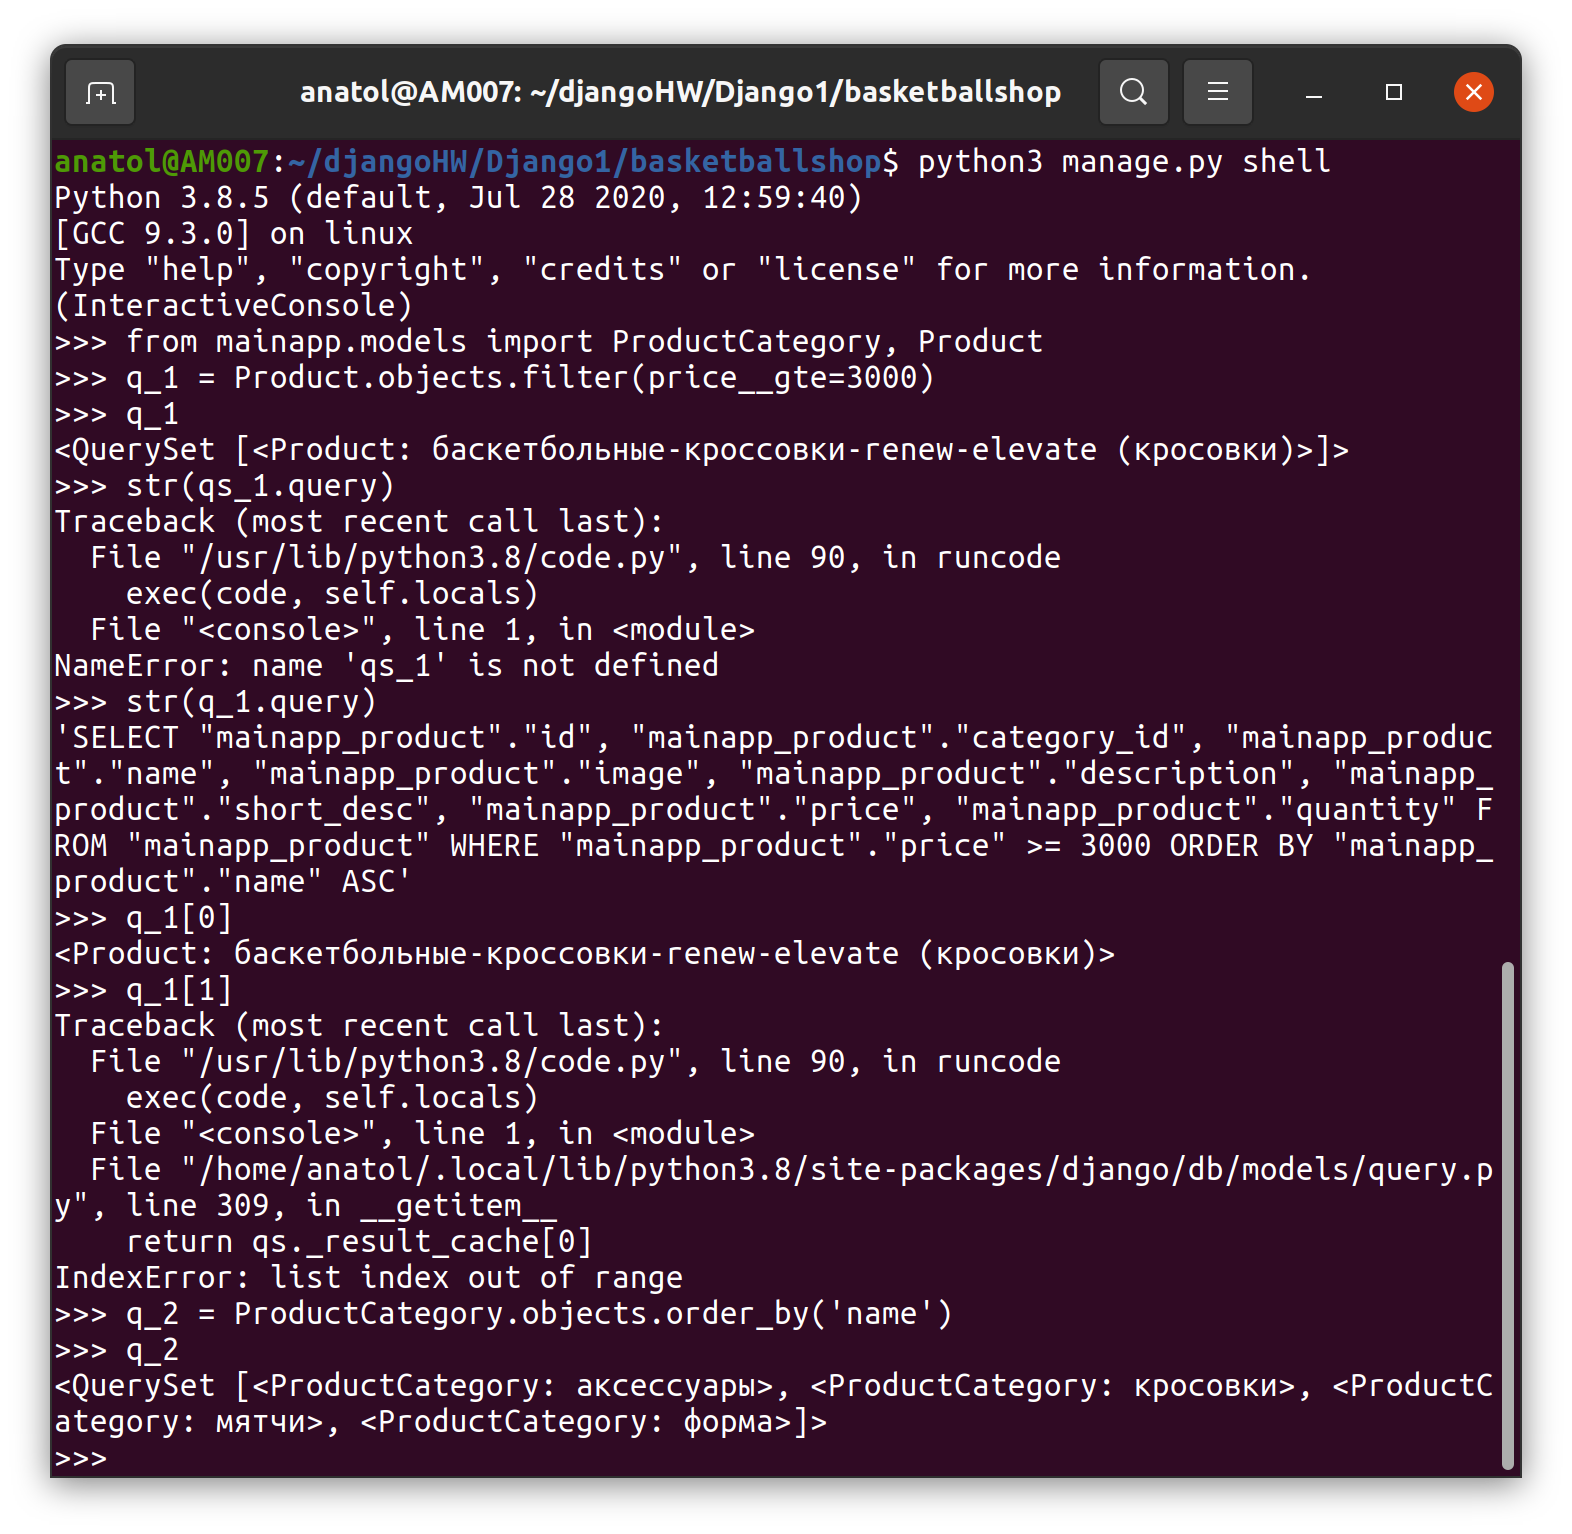 anatol@AM007: ~/djangoHW/Django1/basketballshop
anatol@AM007:~/djangoHW/Django1/basketballshop$ python3 manage.py shell
Python 3.8.5 (default, Jul 28 2020, 12:59:40)
[GCC 9.3.0] on linux
Type "help", "copyright", "credits" or "license" for more information.
(InteractiveConsole)
>>> from mainapp.models import ProductCategory, Product
>>> q_1 = Product.objects.filter(price__gte=3000)
>>> q_1
<QuerySet [<Product: баскетбольные-кроссовки-renew-elevate (кросовки)>]>
>>> str(qs_1.query)
Traceback (most recent call last):
  File "/usr/lib/python3.8/code.py", line 90, in runcode
    exec(code, self.locals)
  File "<console>", line 1, in <module>
NameError: name 'qs_1' is not defined
>>> str(q_1.query)
'SELECT "mainapp_product"."id", "mainapp_product"."category_id", "mainapp_produc
t"."name", "mainapp_product"."image", "mainapp_product"."description", "mainapp_
product"."short_desc", "mainapp_product"."price", "mainapp_product"."quantity" F
ROM "mainapp_product" WHERE "mainapp_product"."price" >= 3000 ORDER BY "mainapp_
product"."name" ASC'
>>> q_1[0]
<Product: баскетбольные-кроссовки-renew-elevate (кросовки)>
>>> q_1[1]
Traceback (most recent call last):
  File "/usr/lib/python3.8/code.py", line 90, in runcode
    exec(code, self.locals)
  File "<console>", line 1, in <module>
  File "/home/anatol/.local/lib/python3.8/site-packages/django/db/models/query.p
y", line 309, in __getitem__
    return qs._result_cache[0]
IndexError: list index out of range
>>> q_2 = ProductCategory.objects.order_by('name')
>>> q_2
<QuerySet [<ProductCategory: аксессуары>, <ProductCategory: кросовки>, <ProductC
ategory: мятчи>, <ProductCategory: форма>]>
>>>